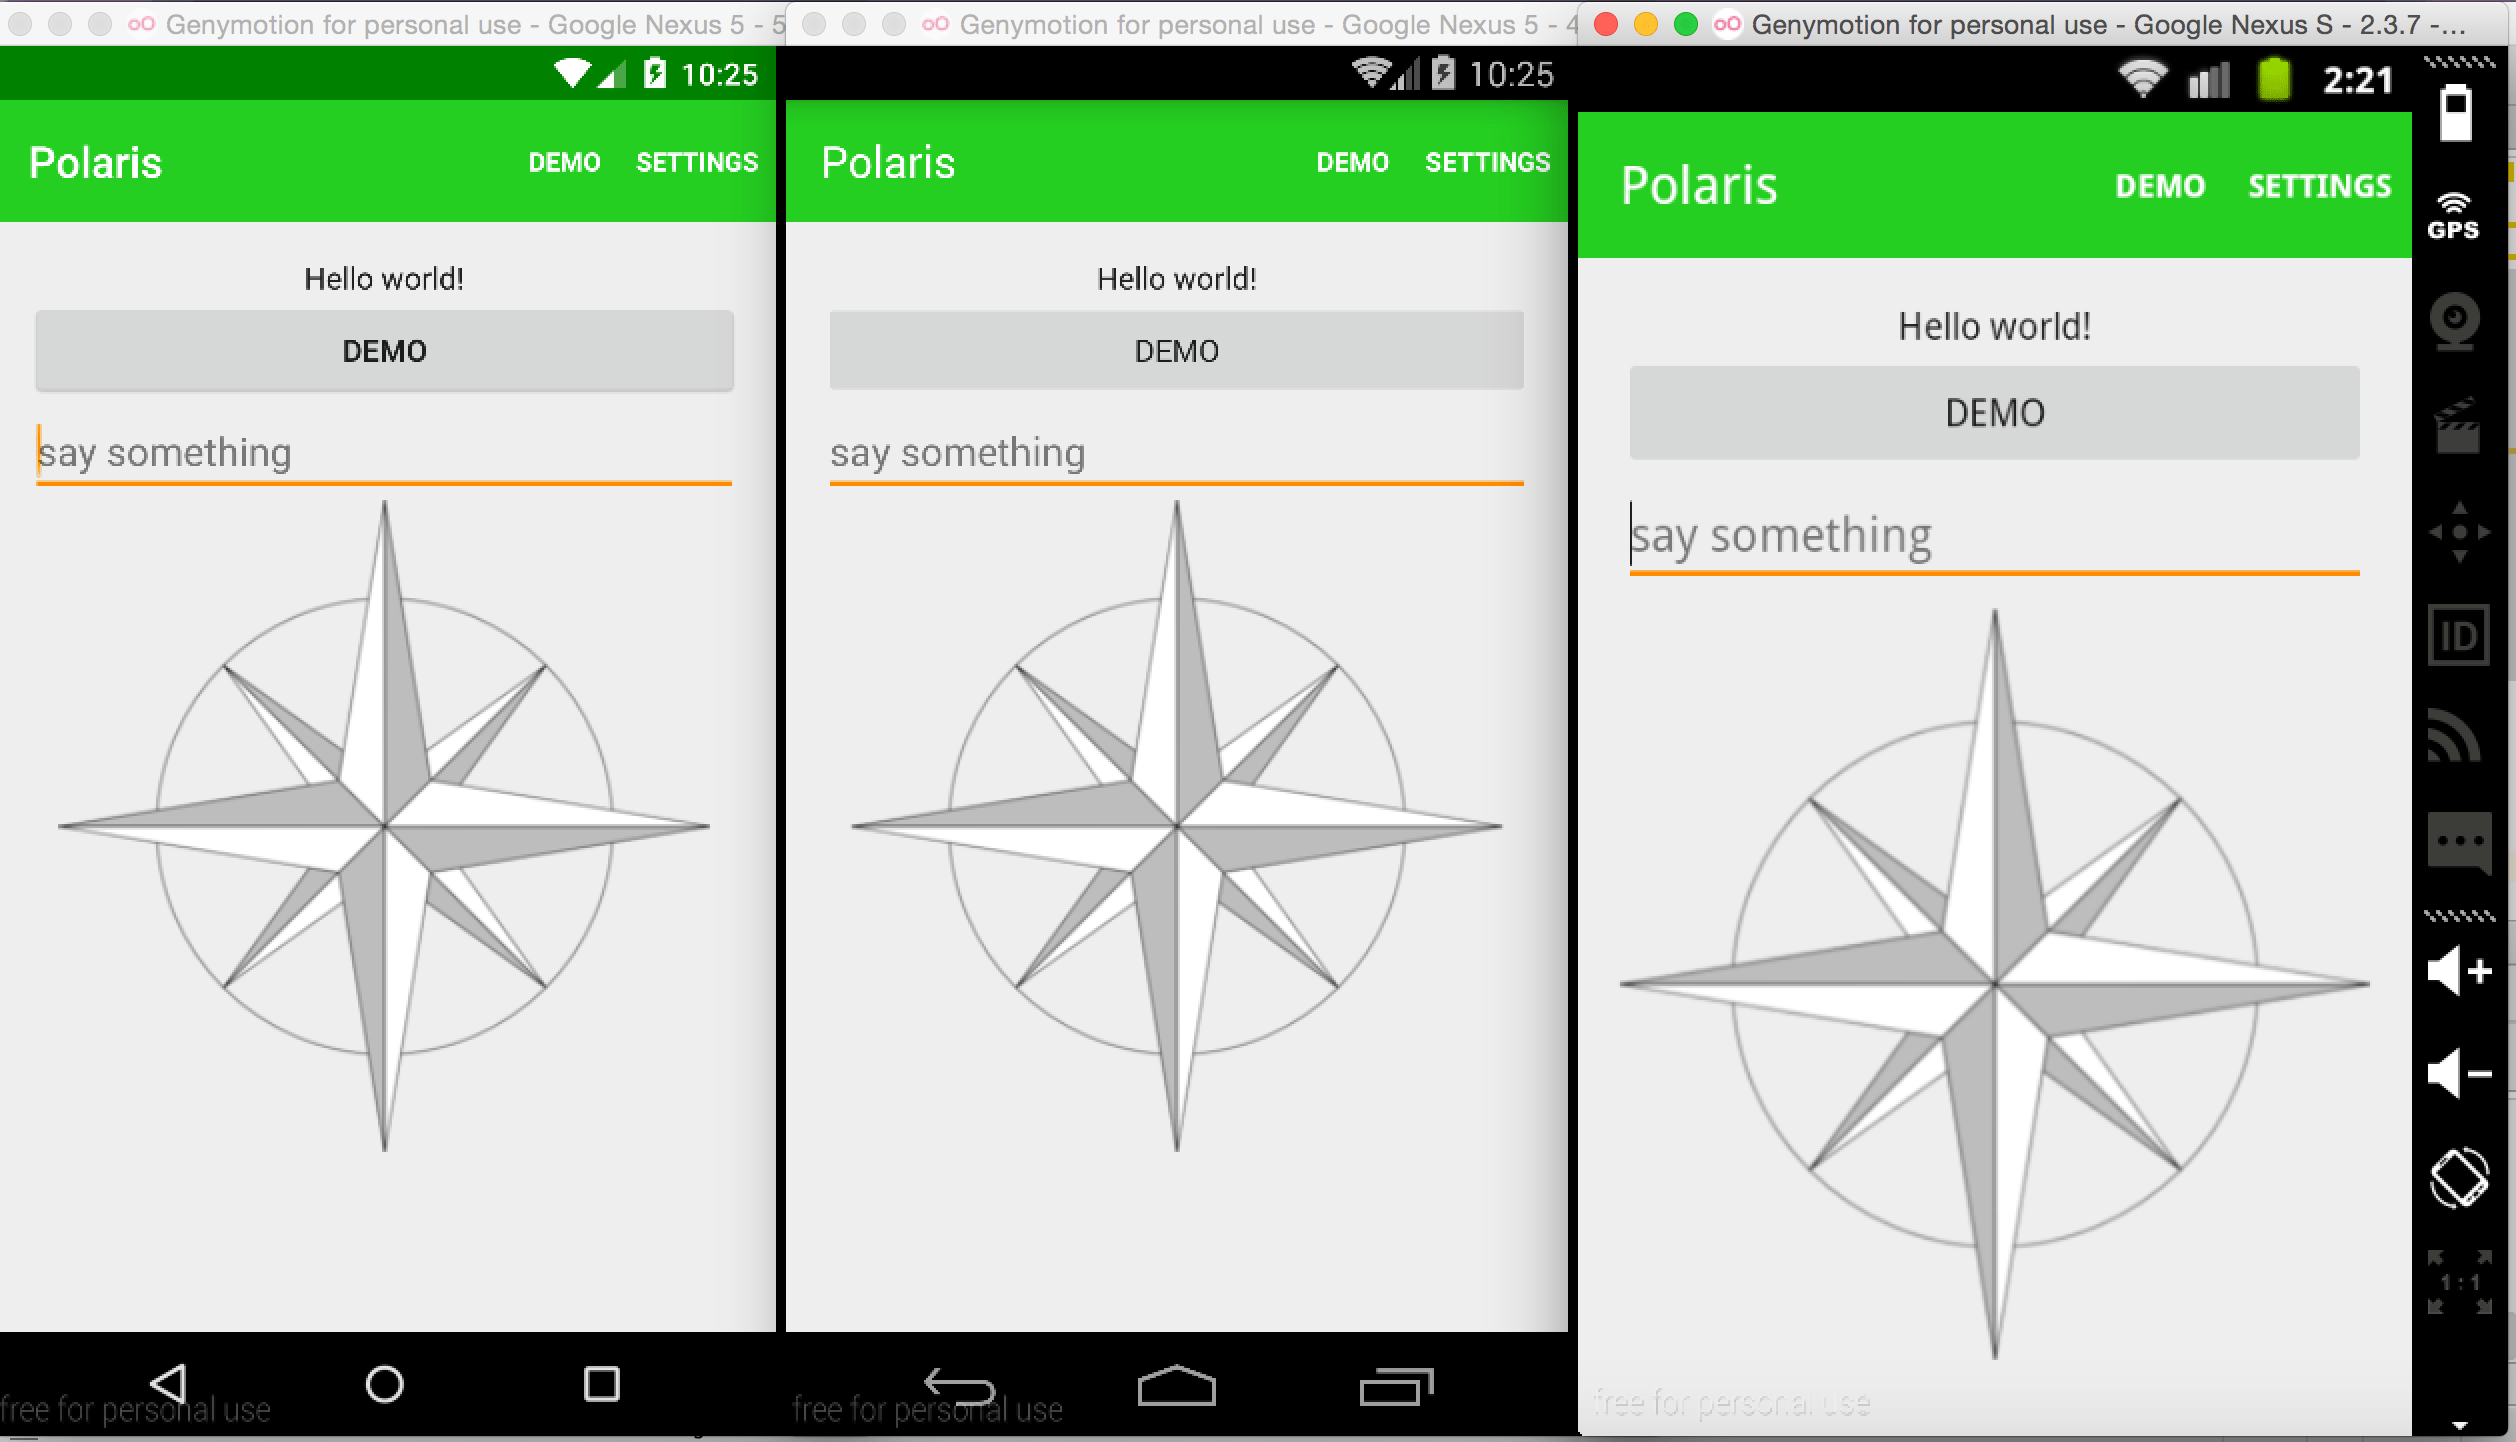 Genymotion for personal use - Google Nexus 5 - 5
10:25
Polaris
DEMO SETTINGS
Hello world!
DEMO
say something
free for personal use
Genymotion for personal use - Google Nexus 5 - 4
10:25
Polaris
DEMO SETTINGS
Hello world!
DEMO
say something
free for personal use
Genymotion for personal use - Google Nexus S - 2.3.7 -...
2:21
Polaris
DEMO SETTINGS
Hello world!
DEMO
say something
free for personal use
GPS
ID
1:1